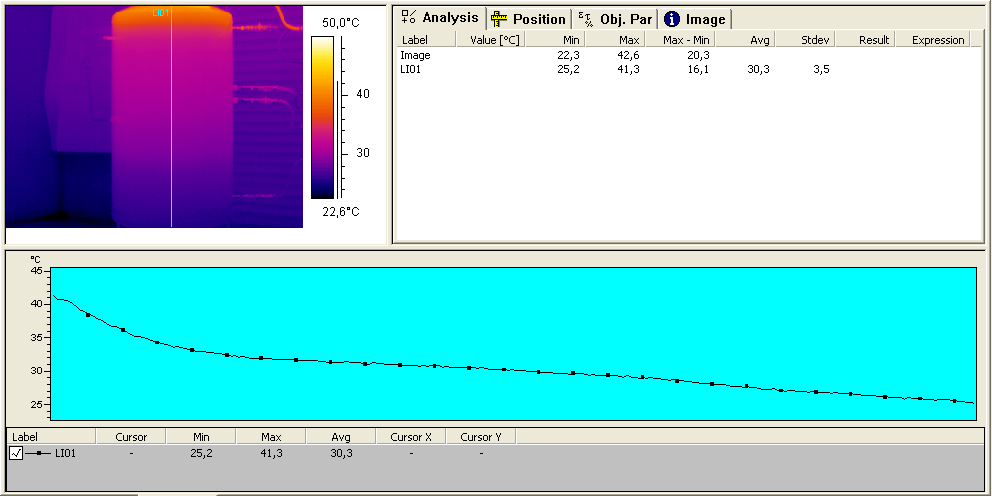 LI01
50,0°C
40
30
22,6°C
Analysis Position Obj. Par Image
Label Value [°C] Min Max Max - Min Avg Stdev Result Expression
Image 22,3 42,6 20,3
LI01 25,2 41,3 16,1 30,3 3,5
°C
45
40
35
30
25
Label Cursor Min Max Avg Cursor X Cursor Y
LI01 - 25,2 41,3 30,3 - -